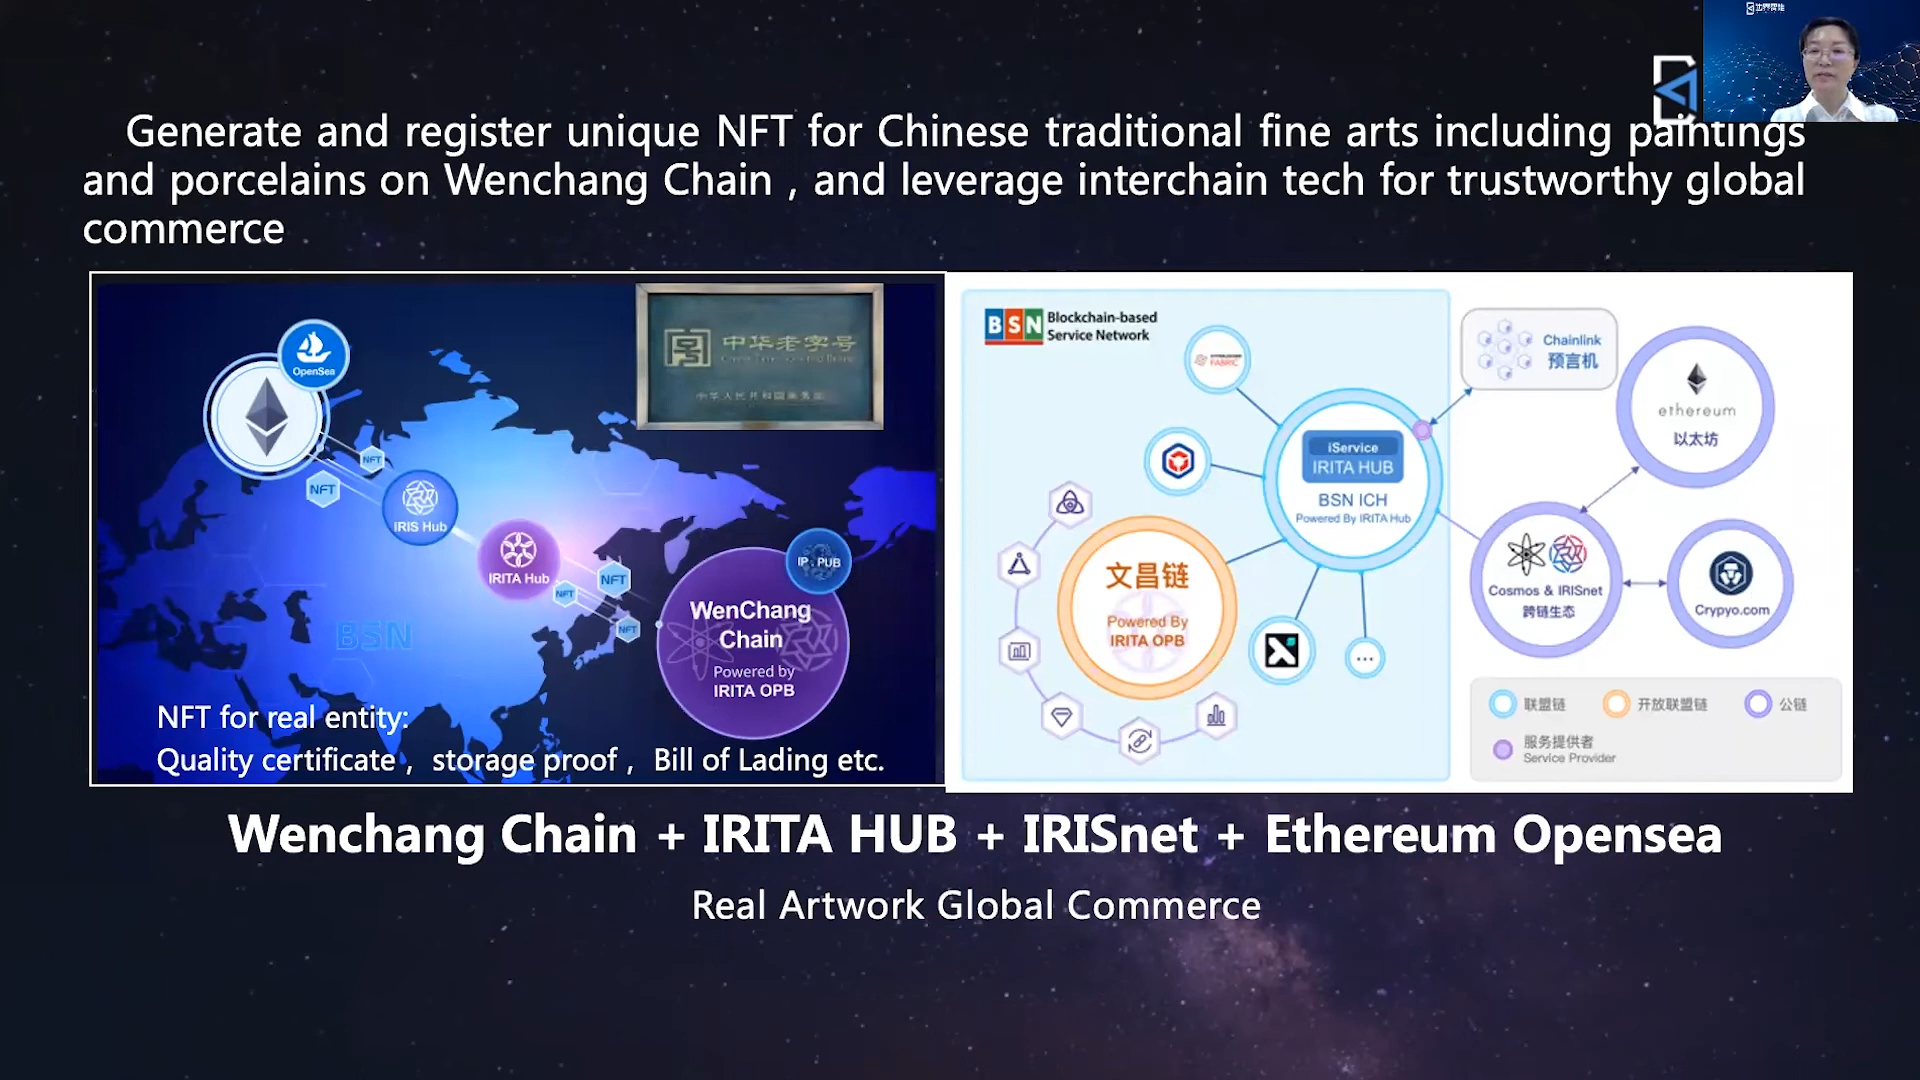 边界智能
Generate and register unique NFT for Chinese traditional fine arts including paintings
and porcelains on Wenchang Chain , and leverage interchain tech for trustworthy global
commerce
OpenSea
NFT
NFT
IRIS Hub
IRITA Hub
NFT
NFT
NFT
IP . PUB
WenChang
Chain
Powered by
IRITA OPB
BSN
中华老字号
NFT for real entity:
Quality certificate , storage proof , Bill of Lading etc.
BSN
Blockchain-based
Service Network
HYPERLEDGER
FABRIC
iService
IRITA HUB
BSN ICH
Powered By IRITA Hub
文昌链
Powered By
IRITA OPB
...
Chainlink
预言机
ethereum
以太坊
Cosmos & IRISnet
跨链生态
Crypyo.com
联盟链
开放联盟链
公链
服务提供者
Service Provider
Wenchang Chain + IRITA HUB + IRISnet + Ethereum Opensea
Real Artwork Global Commerce